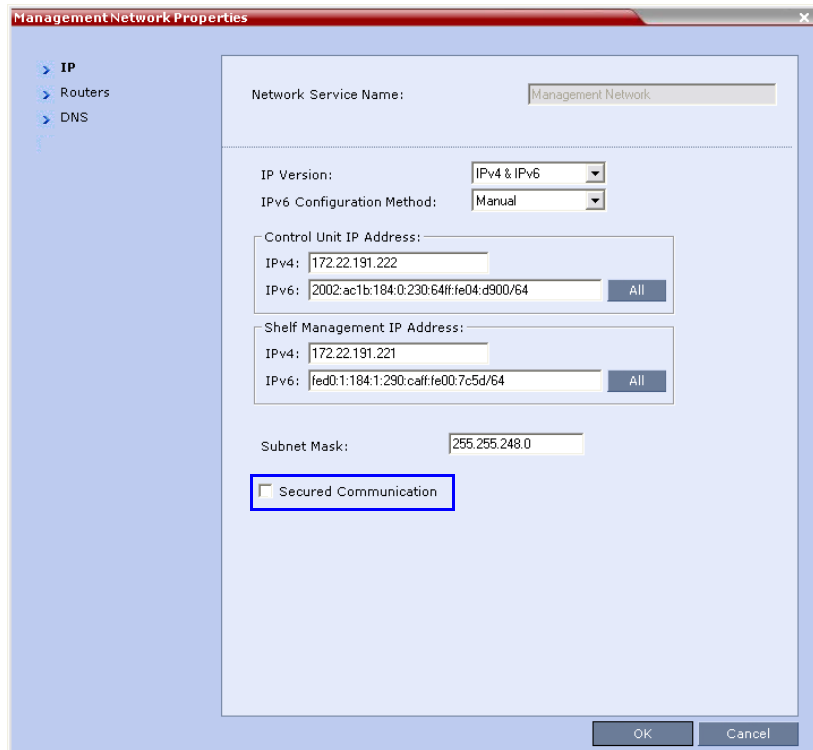 Management Network Properties
IP
Routers
DNS
Network Service Name: Management Network
IP Version: IPv4 & IPv6
IPv6 Configuration Method: Manual
Control Unit IP Address:
IPv4: 172.22.191.222
IPv6: 2002:ac1b:184:0:230:64ff:fe04:d900/64 All
Shelf Management IP Address:
IPv4: 172.22.191.221
IPv6: fed0:1:184:1:290:caff:fe00:7c5d/64 All
Subnet Mask: 255.255.248.0
Secured Communication
OK Cancel